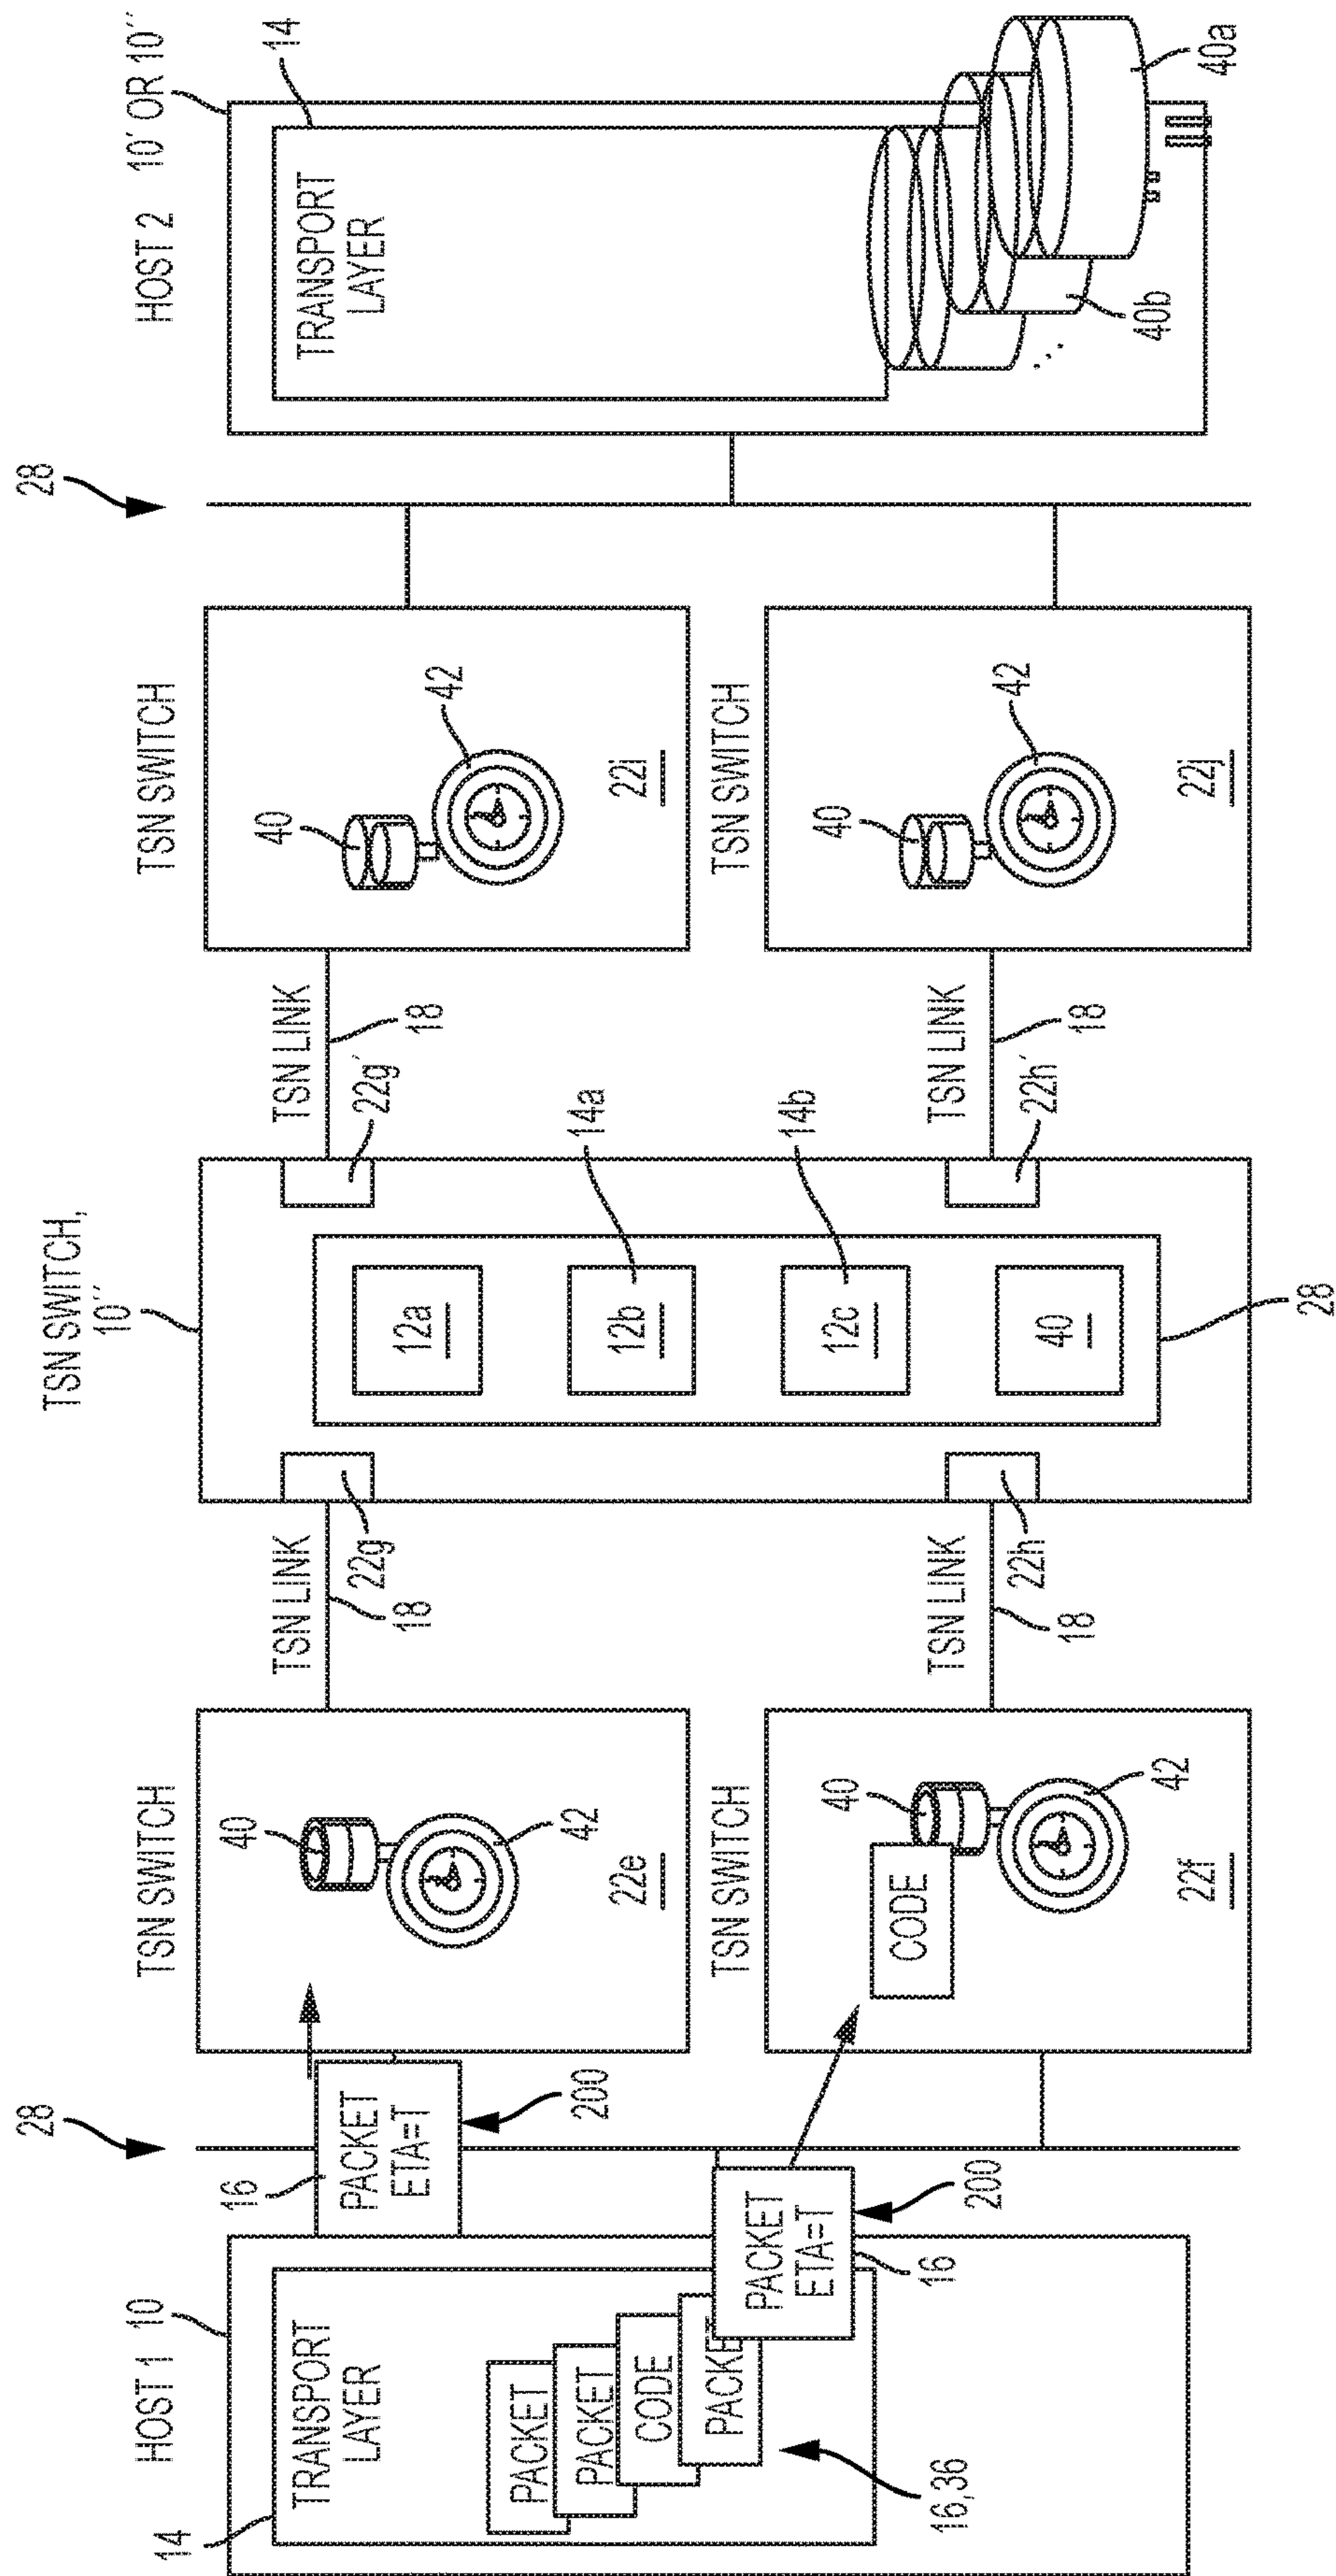 HOST 1
10
14
TRANSPORT
LAYER
PACKET
PACKET
CODE
PACKE
16,36
PACKET
ETA=T
16
200
PACKET
ETA=T
16
200
28
TSN SWITCH
40
42
22e
TSN SWITCH
CODE
40
42
22f
TSN LINK
18
TSN LINK
18
TSN SWITCH,
10´´
22g
22h
12a
12b
12c
40
14a
14b
28
22g´
22h´
TSN LINK
18
TSN LINK
18
TSN SWITCH
40
42
22i
TSN SWITCH
40
42
22j
28
HOST 2
10´ OR 10´´
14
TRANSPORT
LAYER
40b
40a